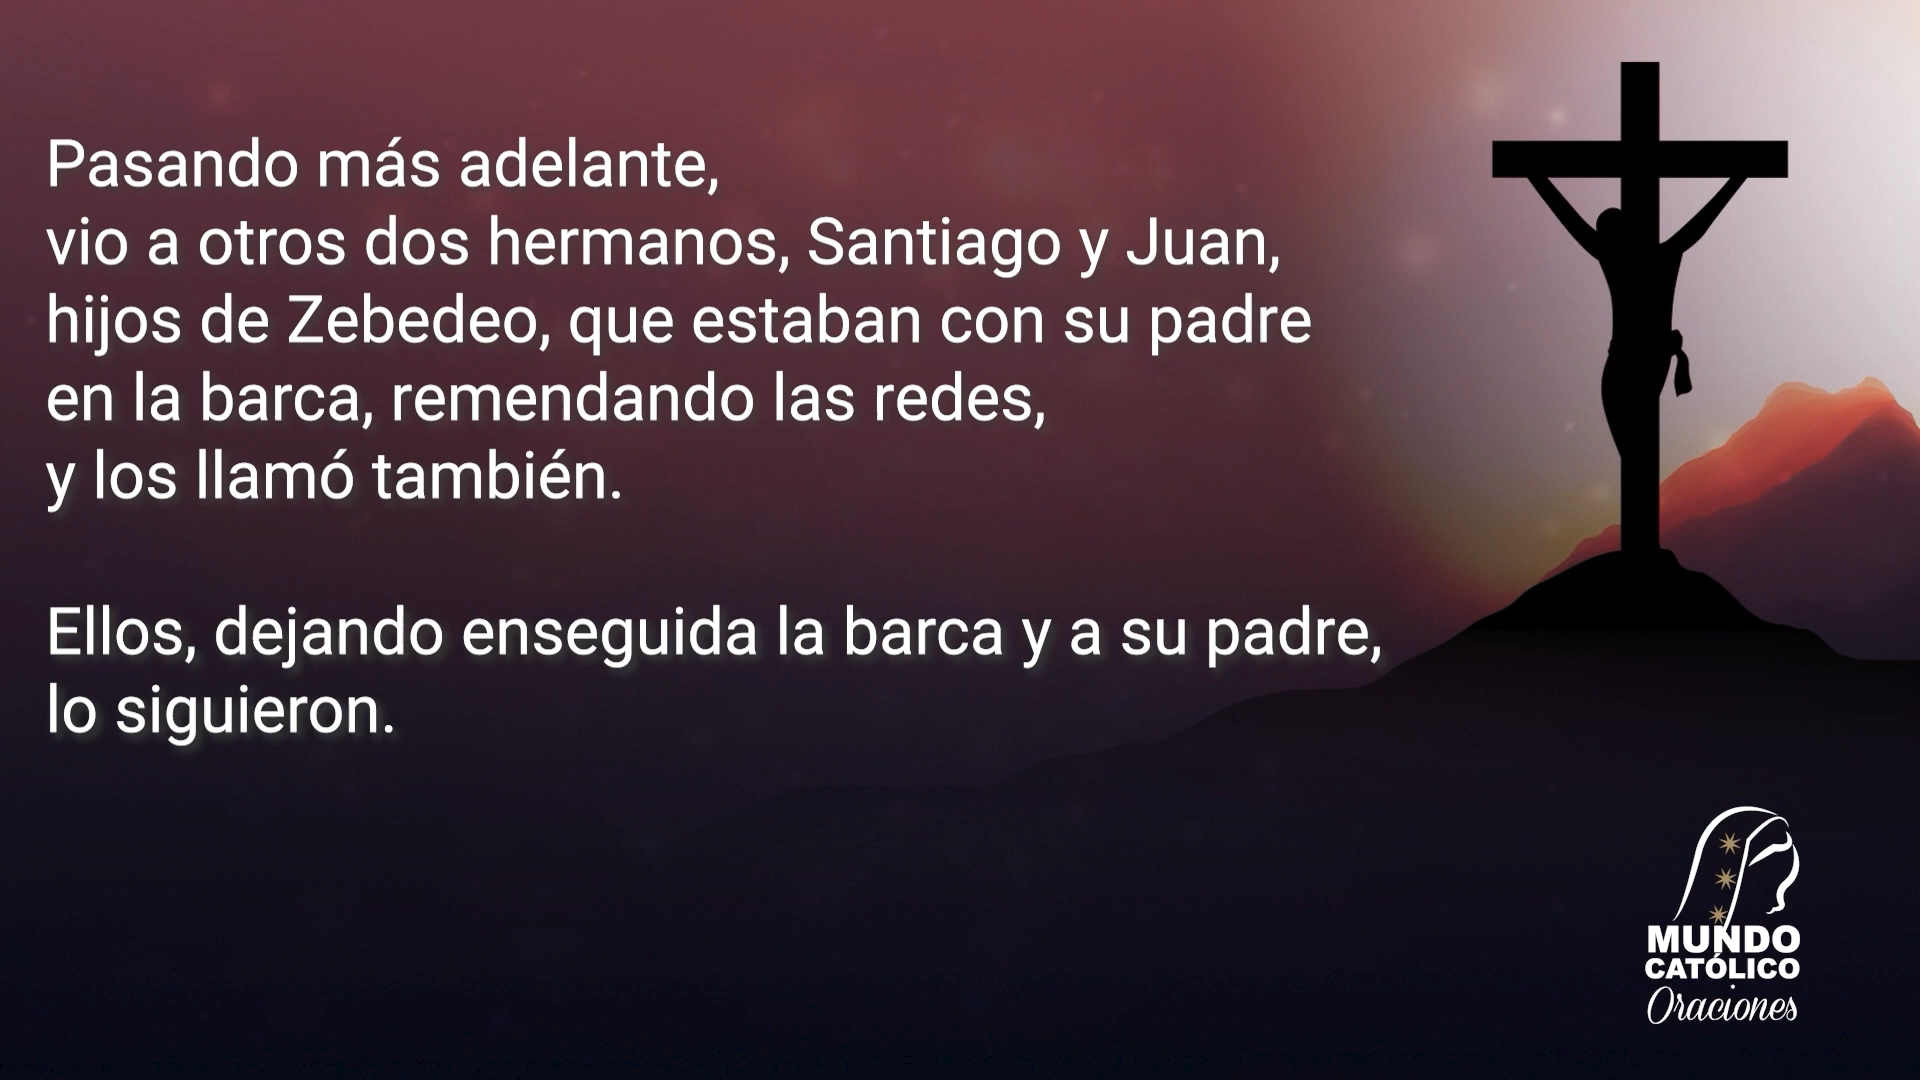 Pasando más adelante,
vio a otros dos hermanos, Santiago y Juan,
hijos de Zebedeo, que estaban con su padre
en la barca, remendando las redes,
y los llamó también.
Ellos, dejando enseguida la barca y a su padre,
lo siguieron.
MUNDO
CATÓLICO
Oraciones